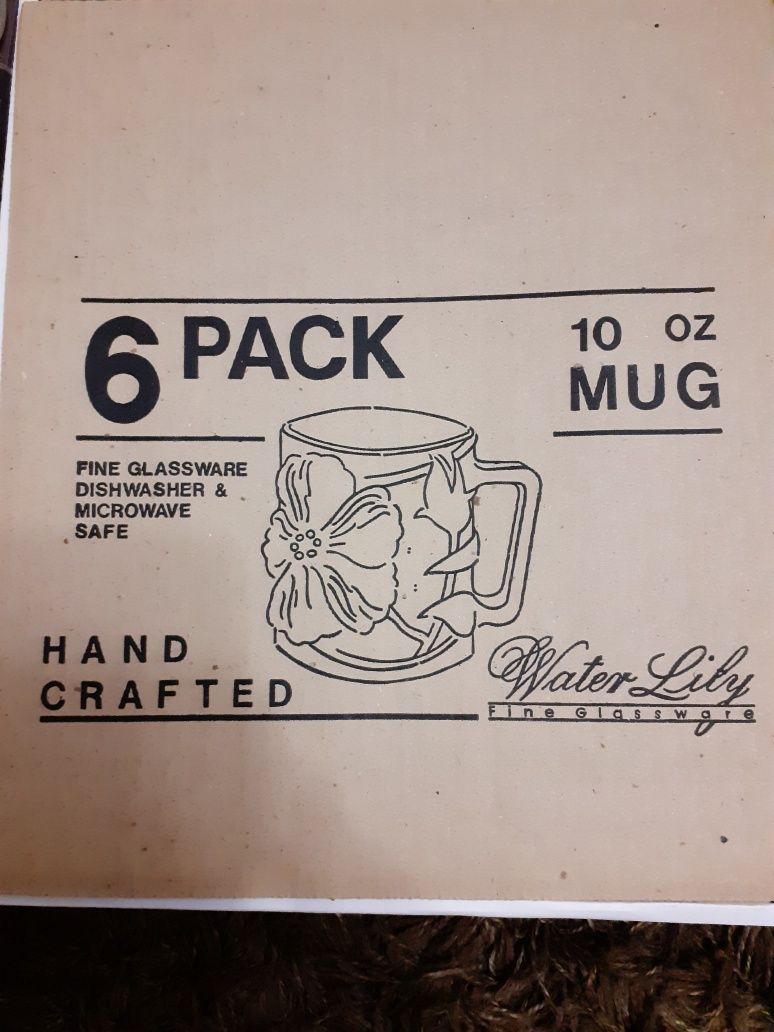 6 PACK
10 OZ
MUG
FINE GLASSWARE
DISHWASHER &
MICROWAVE
SAFE
HAND
CRAFTED
Water Lily
Fine Glassware